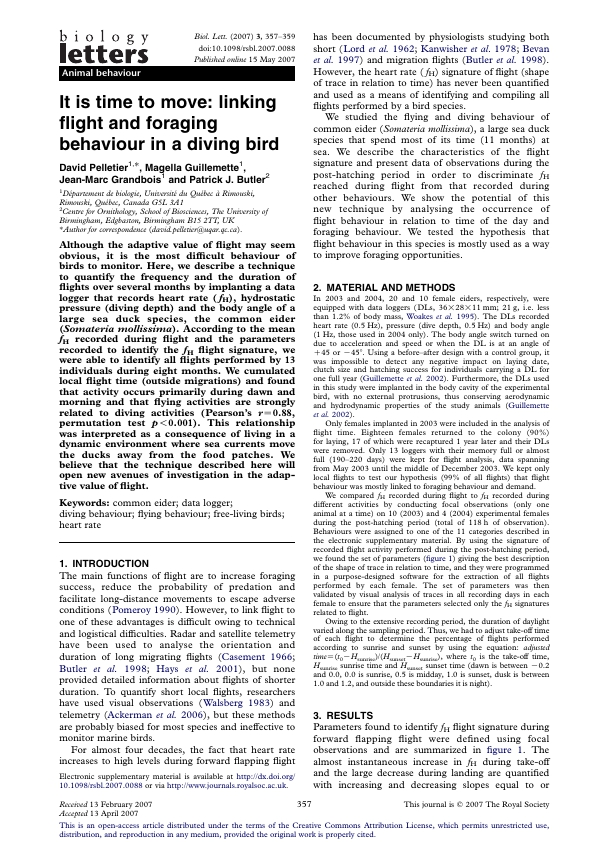 biology
letters
Animal behaviour
Biol. Lett. (2007) 3, 357–359
doi:10.1098/rsbl.2007.0088
Published online 15 May 2007
It is time to move: linking
flight and foraging
behaviour in a diving bird
David Pelletier1,*, Magella Guillemette1,
Jean-Marc Grandbois1 and Patrick J. Butler2
1Département de biologie, Université du Québec à Rimouski,
Rimouski, Québec, Canada G5L 3A1
2Centre for Ornithology, School of Biosciences, The University of
Birmingham, Edgbatton, Birmingham B15 2TT, UK
*Author for correspondence (david.pelletier@uqar.qc.ca).
Although the adaptive value of flight may seem
obvious, it is the most difficult behaviour of
birds to monitor. Here, we describe a technique
to quantify the frequency and the duration of
flights over several months by implanting a data
logger that records heart rate (fH), hydrostatic
pressure (diving depth) and the body angle of a
large sea duck species, the common eider
(Somateria mollissima). According to the mean
fH recorded during flight and the parameters
recorded to identify the fH flight signature, we
were able to identify all flights performed by 13
individuals during eight months. We cumulated
local flight time (outside migrations) and found
that activity occurs primarily during dawn and
morning and that flying activities are strongly
related to diving activities (Pearson's r=0.88,
permutation test p<0.001). This relationship
was interpreted as a consequence of living in a
dynamic environment where sea currents move
the ducks away from the food patches. We
believe that the technique described here will
open new avenues of investigation in the adap-
tive value of flight.
Keywords: common eider; data logger;
diving behaviour; flying behaviour; free-living birds;
heart rate
1. INTRODUCTION
The main functions of flight are to increase foraging
success, reduce the probability of predation and
facilitate long-distance movements to escape adverse
conditions (Pomeroy 1990). However, to link flight to
one of these advantages is difficult owing to technical
and logistical difficulties. Radar and satellite telemetry
have been used to analyse the orientation and
duration of long migrating flights (Casement 1966;
Butler et al. 1998; Hays et al. 2001), but none
provided detailed information about flights of shorter
duration. To quantify short local flights, researchers
have used visual observations (Walsberg 1983) and
telemetry (Ackerman et al. 2006), but these methods
are probably biased for most species and ineffective to
monitor marine birds.
For almost four decades, the fact that heart rate
increases to high levels during forward flapping flight
Electronic supplementary material is available at http://dx.doi.org/
10.1098/rsbl.2007.0088 or via http://www.journals.royalsoc.ac.uk.
has been documented by physiologists studying both
short (Lord et al. 1962; Kanwisher et al. 1978; Bevan
et al. 1997) and migration flights (Butler et al. 1998).
However, the heart rate (fH) signature of flight (shape
of trace in relation to time) has never been quantified
and used as a means of identifying and compiling all
flights performed by a bird species.
We studied the flying and diving behaviour of
common eider (Somateria mollissima), a large sea duck
species that spend most of its time (11 months) at
sea. We describe the characteristics of the flight
signature and present data of observations during the
post-hatching period in order to discriminate fH
reached during flight from that recorded during
other behaviours. We show the potential of this
new technique by analysing the occurrence of
flight behaviour in relation to time of the day and
foraging behaviour. We tested the hypothesis that
flight behaviour in this species is mostly used as a way
to improve foraging opportunities.
2. MATERIAL AND METHODS
In 2003 and 2004, 20 and 10 female eiders, respectively, were
equipped with data loggers (DLs, 36×28×11 mm; 21 g, i.e. less
than 1.2% of body mass, Woakes et al. 1995). The DLs recorded
heart rate (0.5 Hz), pressure (dive depth, 0.5 Hz) and body angle
(1 Hz, those used in 2004 only). The body angle switch turned on
due to acceleration and speed or when the DL is at an angle of
+45 or −45°. Using a before-after design with a control group, it
was impossible to detect any negative impact on laying date,
clutch size and hatching success for individuals carrying a DL for
one full year (Guillemette et al. 2002). Furthermore, the DLs used
in this study were implanted in the body cavity of the experimental
bird, with no external protrusions, thus conserving aerodynamic
and hydrodynamic properties of the study animals (Guillemette
et al. 2002).
Only females implanted in 2003 were included in the analysis of
flight time. Eighteen females returned to the colony (90%)
for laying, 17 of which were recaptured 1 year later and their DLs
were removed. Only 13 loggers with their memory full or almost
full (190–220 days) were kept for flight analysis, data spanning
from May 2003 until the middle of December 2003. We kept only
local flights to test our hypothesis (99% of all flights) that flight
behaviour was mostly linked to foraging behaviour and demand.
We compared fH recorded during flight to fH recorded during
different activities by conducting focal observations (only one
animal at a time) on 10 (2003) and 4 (2004) experimental females
during the post-hatching period (total of 118 h of observation).
Behaviours were assigned to one of the 11 categories described in
the electronic supplementary material. By using the signature of
recorded flight activity performed during the post-hatching period,
we found the set of parameters (figure 1) giving the best description
of the shape of trace in relation to time, and they were programmed
in a purpose-designed software for the extraction of all flights
performed by each female. The set of parameters was then
validated by visual analysis of traces in all recording days in each
female to ensure that the parameters selected only the fH signatures
related to flight.
Owing to the extensive recording period, the duration of daylight
varied along the sampling period. Thus, we had to adjust take-off time
of each flight to determine the percentage of flights performed
according to sunrise and sunset by using the equation: adjusted
time=(t0−Hsunrise)/(Hsunset−Hsunrise), where t0 is the take-off time,
Hsunrise sunrise time and Hsunset sunset time (dawn is between −0.2
and 0.0, 0.0 is sunrise, 0.5 is midday, 1.0 is sunset, dusk is between
1.0 and 1.2, and outside these boundaries it is night).
3. RESULTS
Parameters found to identify fH flight signature during
forward flapping flight were defined using focal
observations and are summarized in figure 1. The
almost instantaneous increase in fH during take-off
and the large decrease during landing are quantified
with increasing and decreasing slopes equal to or
Received 13 February 2007
Accepted 13 April 2007
357
This journal is © 2007 The Royal Society
This is an open-access article distributed under the terms of the Creative Commons Attribution License, which permits unrestricted use,
distribution, and reproduction in any medium, provided the original work is properly cited.